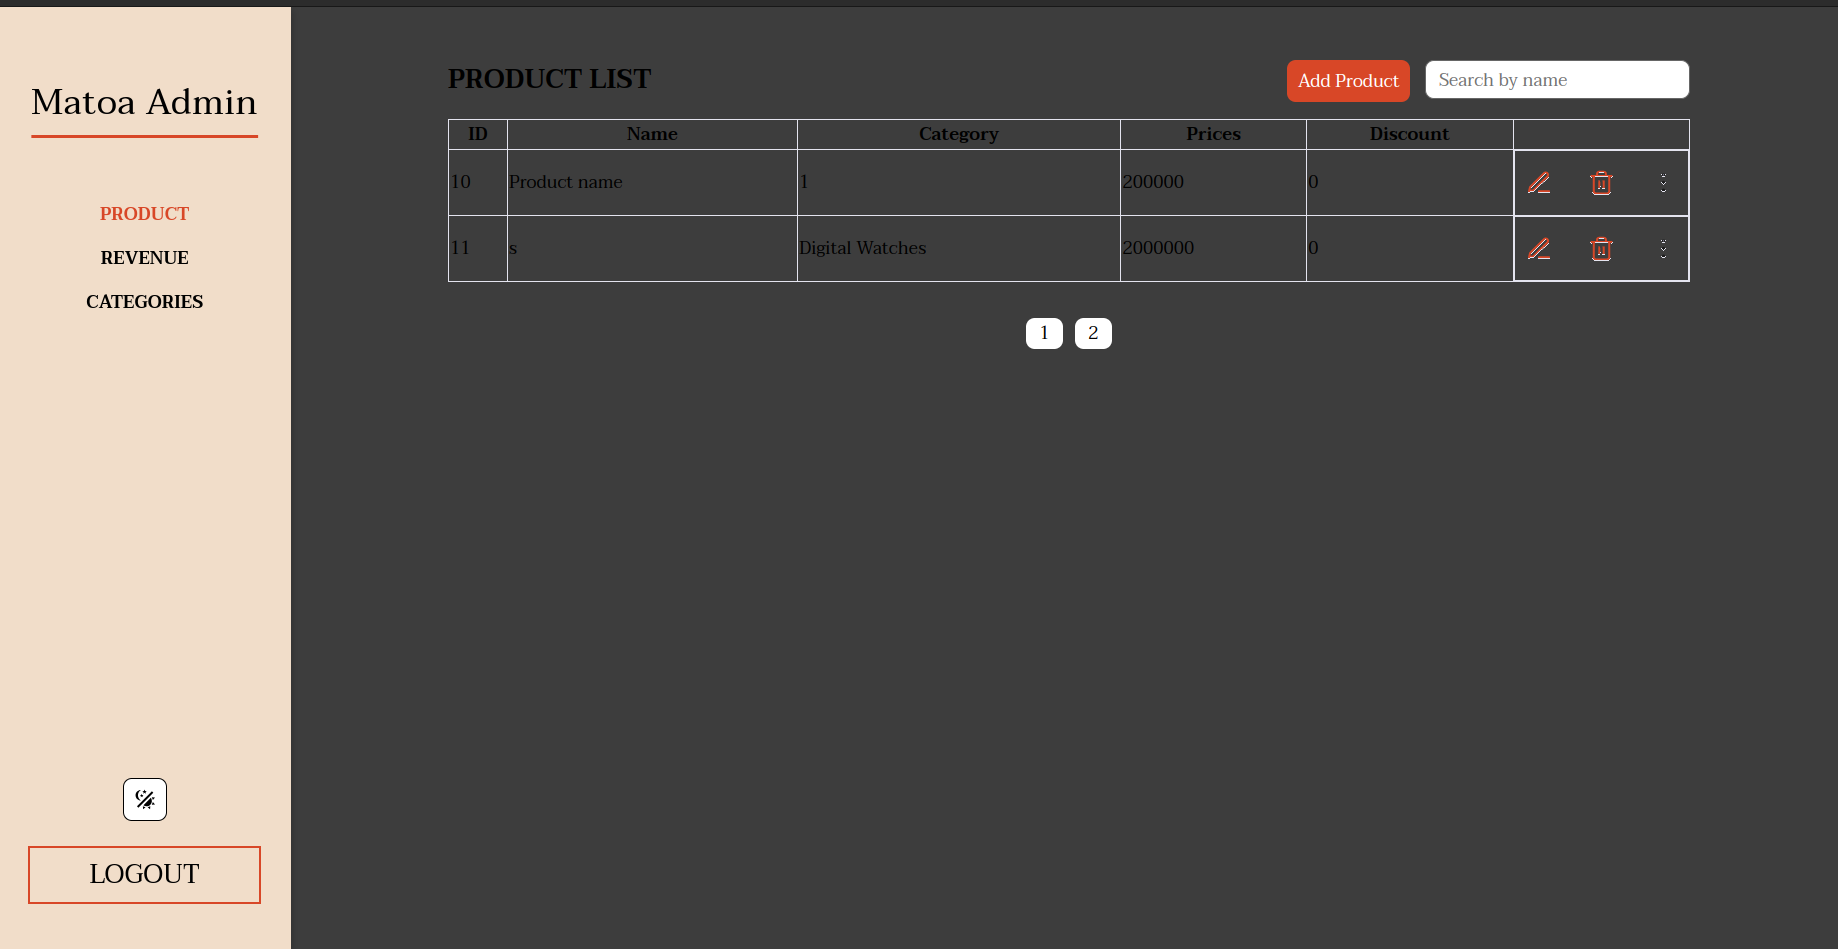 Matoa Admin
PRODUCT
REVENUE
CATEGORIES
LOGOUT
PRODUCT LIST
Add Product
Search by name
ID Name Category Prices Discount
10 Product name 1 200000 0
11 s Digital Watches 2000000 0
1 2